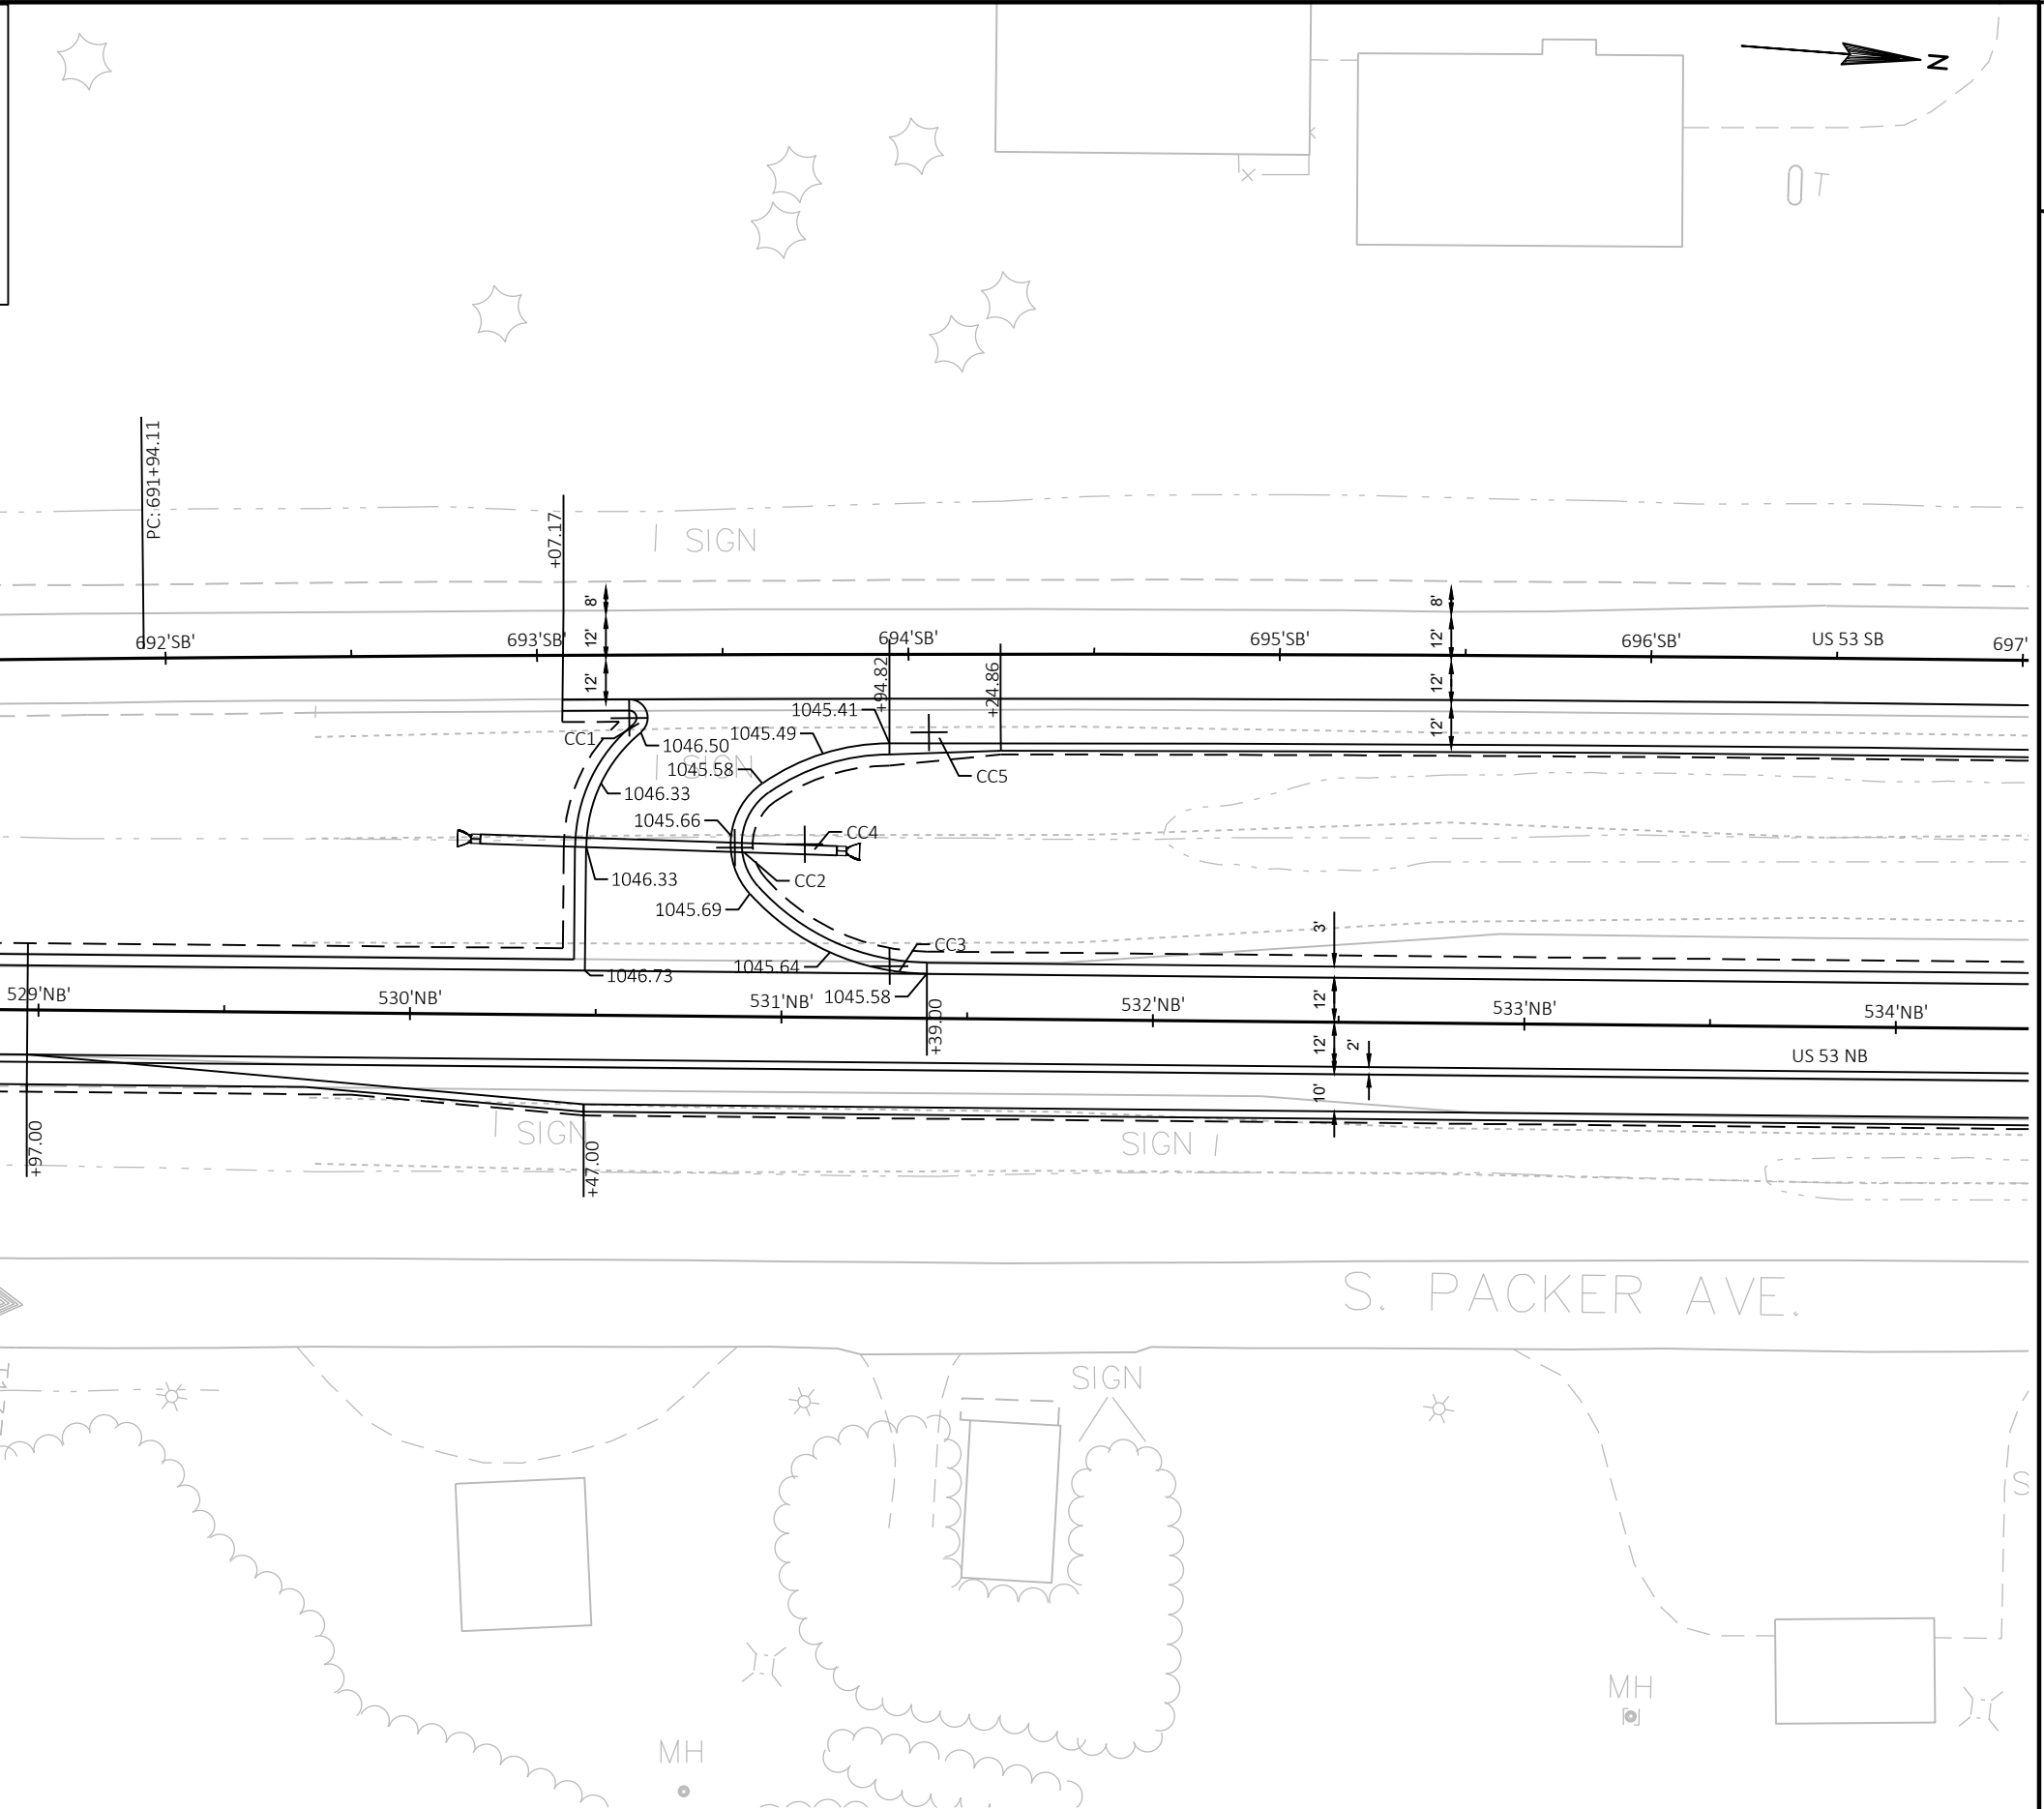 N
T
PC: 691+94.11
+07.17
SIGN
8'
8'
692'SB'
693'SB'
12'
694'SB'
695'SB'
12'
696'SB'
US 53 SB
697'
12'
+94.82
+24.86
12'
1045.41
12'
CC1
1046.50
1045.49
SIGN
1045.58
CC5
1046.33
1045.66
CC4
1046.33
CC2
1045.69
3'
CC3
1046.73
1045.64
1045.58
529'NB'
530'NB'
531'NB'
532'NB'
12'
533'NB'
534'NB'
+39.00
12'
2'
US 53 NB
10'
+97.00
SIGN
+47.00
SIGN
S. PACKER AVE.
SIGN
S
MH
MH